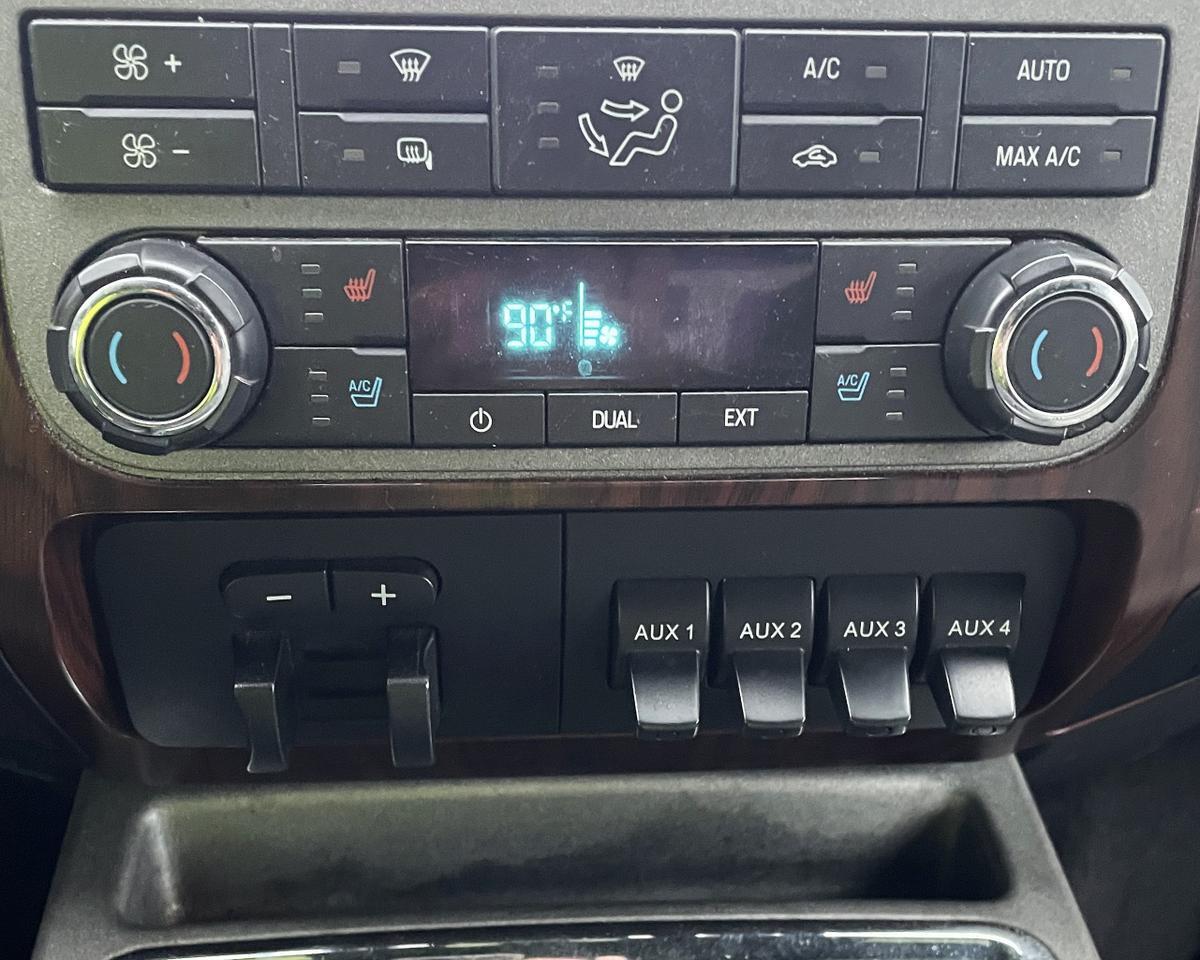 +
A/C
AUTO
−
MAX A/C
90°F
A/C
A/C
DUAL
EXT
− +
AUX 1
AUX 2
AUX 3
AUX 4